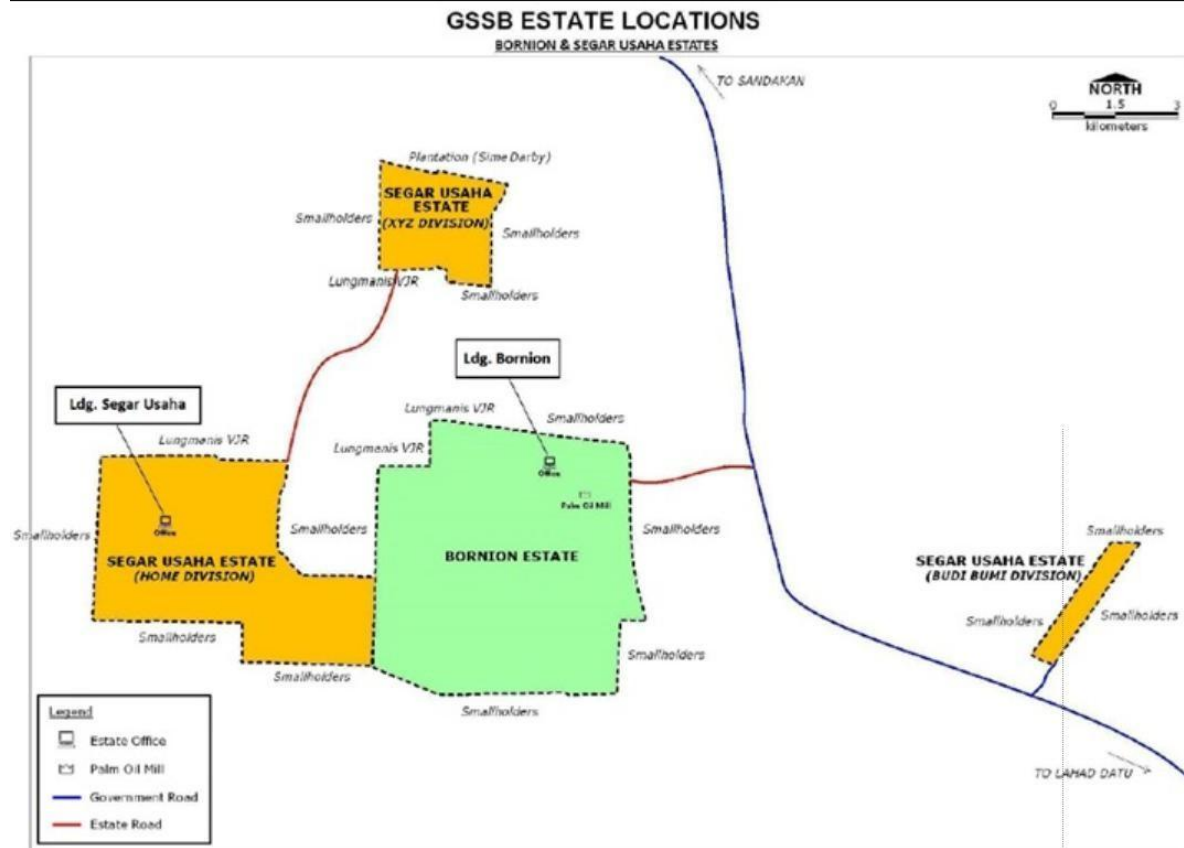 GSSB ESTATE LOCATIONS
BORNION & SEGAR USAHA ESTATES
TO SANDAKAN
NORTH
0 1.5 3
kilometers
Plantation (Sime Darby)
SEGAR USAHA
ESTATE
(XYZ DIVISION)
Smallholders
Smallholders
Lungmanis VJR
Smallholders
Ldg. Bornion
Ldg. Segar Usaha
Lungmanis VJR
Smallholders
Lungmanis VJR
Lungmanis VJR
Office
Palm Oil Mill
Smallholders
Office
Smallholders
Smallholders
Smallholders
SEGAR USAHA ESTATE
(HOME DIVISION)
BORNION ESTATE
SEGAR USAHA ESTATE
(BUDI BUMI DIVISION)
Smallholders
Smallholders
Smallholders
Smallholders
Smallholders
Smallholders
Legend
Estate Office
Palm Oil Mill
Government Road
Estate Road
TO LAHAD DATU
Smallholders